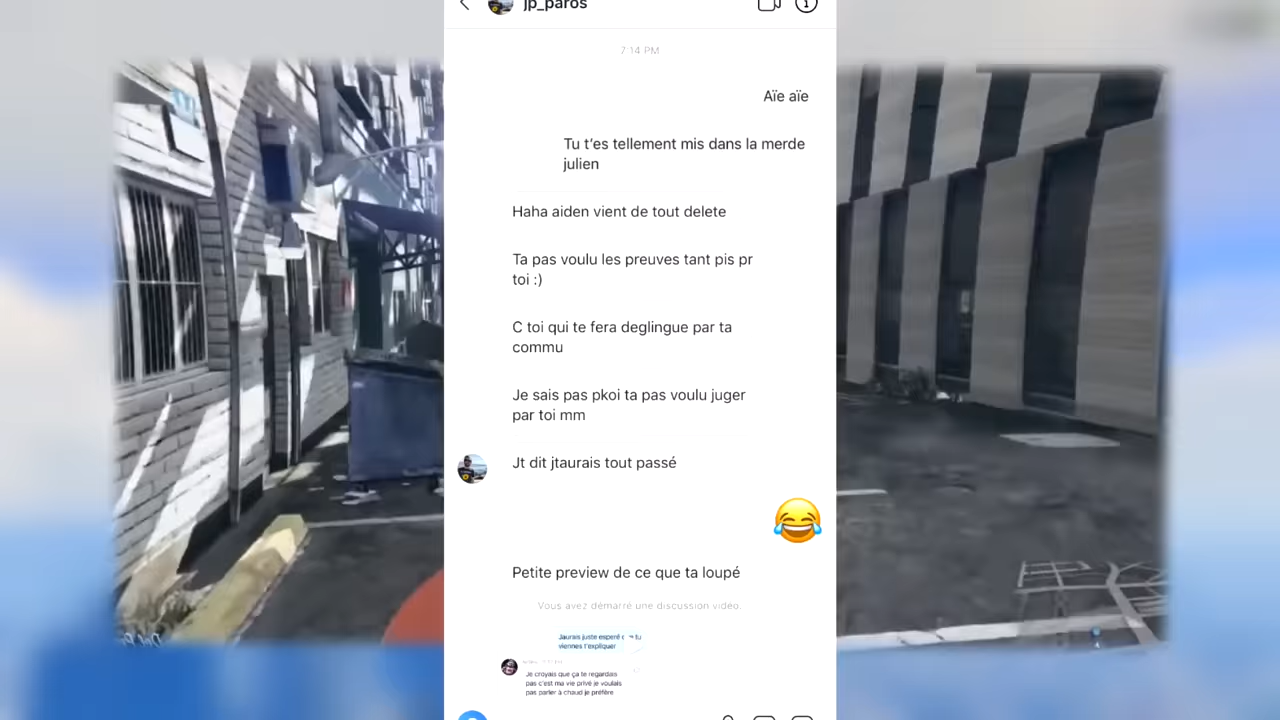 jp_paros
7:14 PM
Aïe aïe
Tu t'es tellement mis dans la merde
julien
Haha aiden vient de tout delete
Ta pas voulu les preuves tant pis pr
toi :)
C toi qui te fera deglingue par ta
commu
Je sais pas pkoi ta pas voulu juger
par toi mm
Jt dit jtaurais tout passé
Petite preview de ce que ta loupé
Vous avez démarré une discussion vidéo.
Jaurais juste esperé tu
viennes t'expliquer
Je croyais que ça te regardais
pas c'est ma vie privé je voulais
pas parler à chaud je préfère